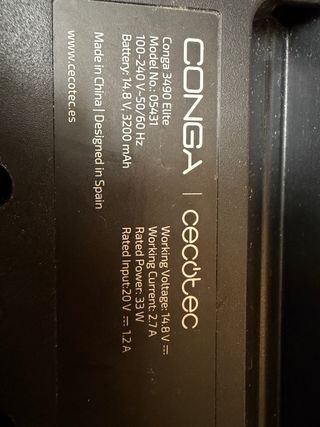 CONGA | cecotec
Conga 3490 Elite
Model No.: 05431
100-240 V~50/60 Hz
Battery: 14.8 V, 3200 mAh
Working Voltage: 14.8 V ⎓
Working Current: 2.7 A
Rated Power: 33 W
Rated Input:20 V ⎓ 1.2 A
Made in China | Designed in Spain
www.cecotec.es